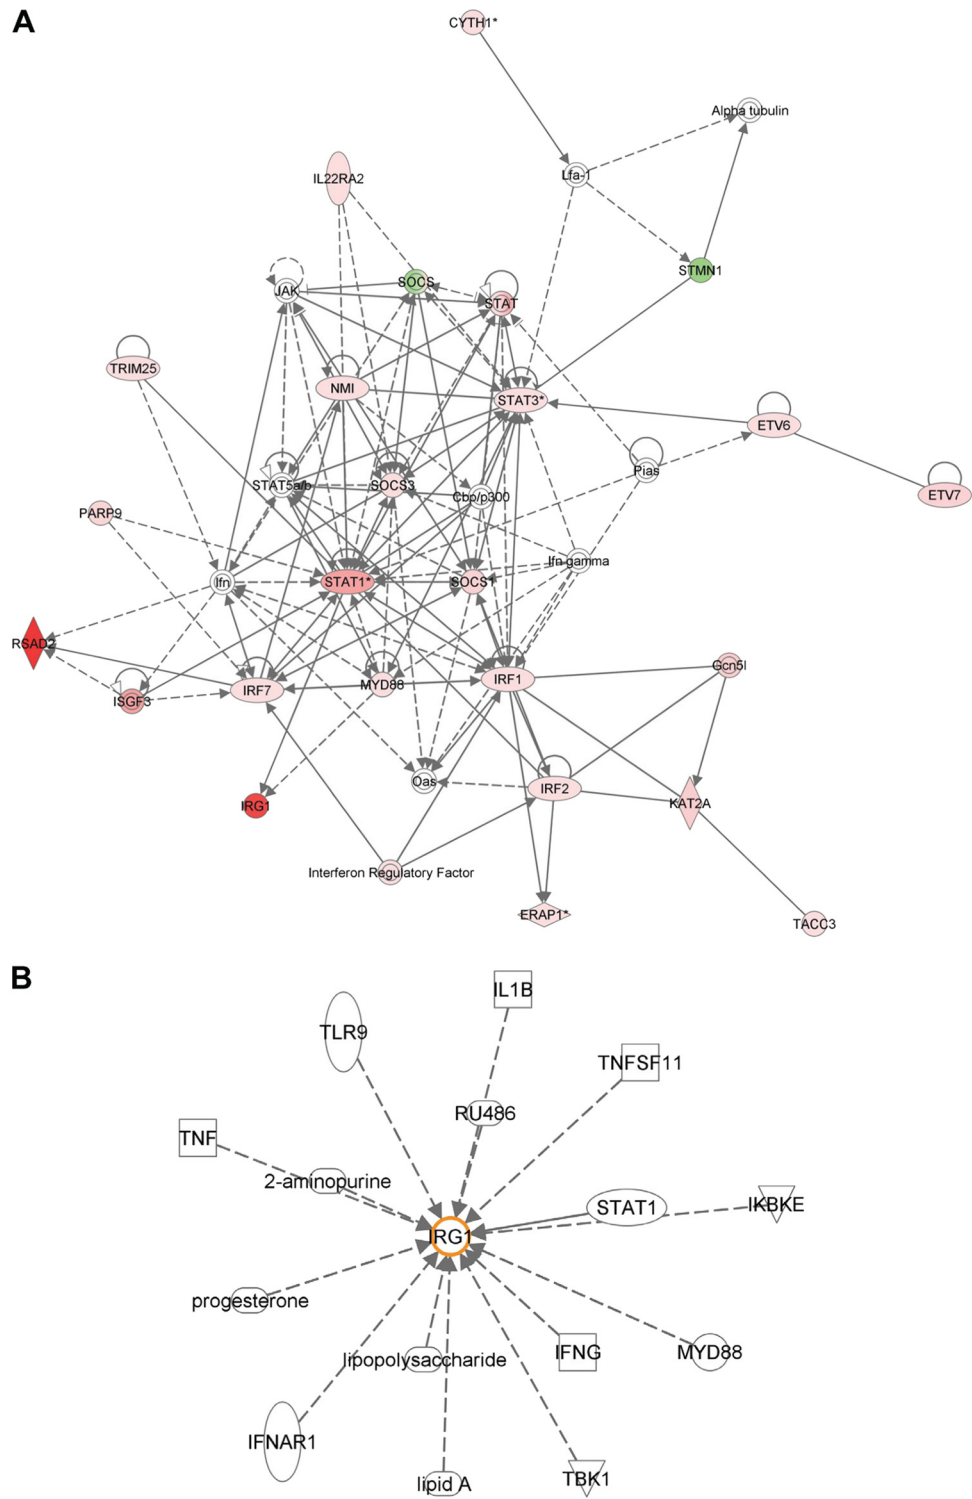 A
CYTH1*
Alpha tubulin
Lfa-1
IL22RA2
STMN1
SOCS
JAK
STAT
TRIM25
NMI
STAT3*
ETV6
Pias
STAT5a/b
SOCS3
Cbp/p300
ETV7
PARP9
Ifn gamma
Ifn
STAT1*
SOCS1*
RSAD2
Gcn5l
ISGF3
IRF7
MYD88
IRF1
Oas
IRF2
IRG1
KAT2A
Interferon Regulatory Factor
ERAP1*
TACC3
B
IL1B
TLR9
TNFSF11
RU486
TNF
2-aminopurine
STAT1
IKBKE
IRG1
progesterone
lipopolysaccharide
IFNG
MYD88
IFNAR1
lipid A
TBK1